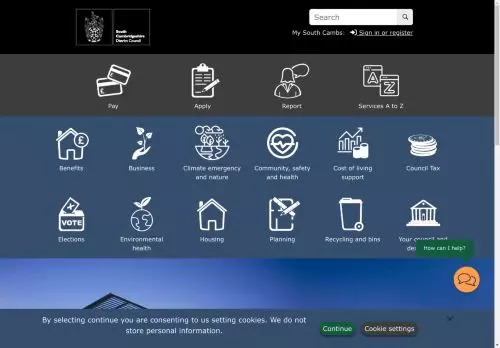 South
Cambridgeshire
District Council
Search
My South Cambs: Sign in or register
Pay
Apply
Report
Services A to Z
A
Z
Benefits
Business
Climate emergency
and nature
Community, safety
and health
Cost of living
support
Council Tax
VOTE
Elections
Environmental
health
Housing
Planning
Recycling and bins
Your council and
How can I help?
By selecting continue you are consenting to us setting cookies. We do not
store personal information.
Continue
Cookie settings